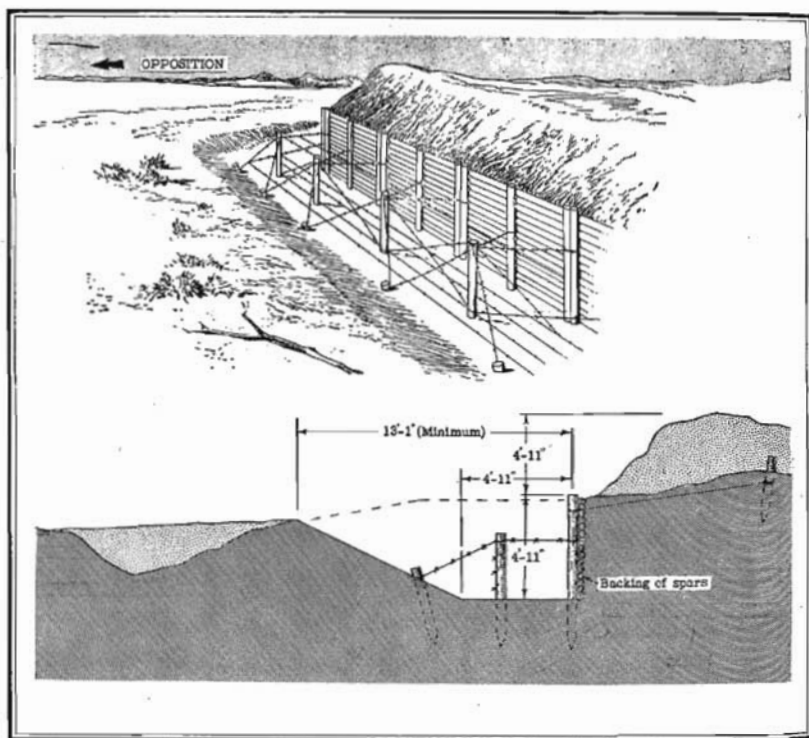 OPPOSITION
13'-1" (Minimum)
4'-11"
4'-11"
4'-11"
Backing of spars